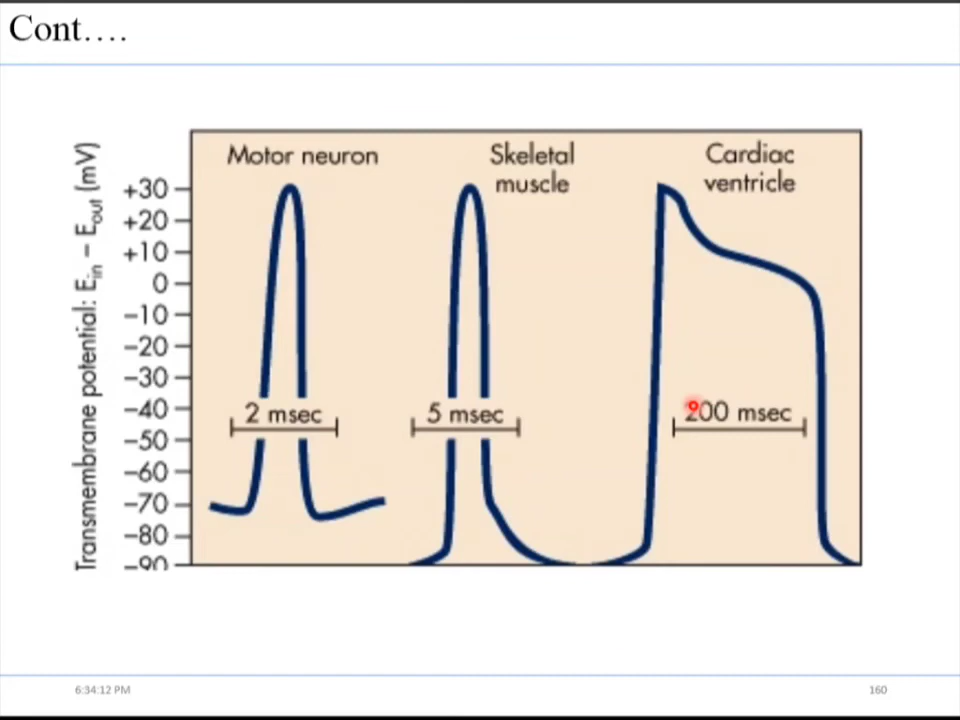 Cont….
Transmembrane potential: Ein – Eout (mV)
Motor neuron
Skeletal
muscle
Cardiac
ventricle
+30
+20
+10
0
–10
–20
–30
–40
–50
–60
–70
–80
–90
2 msec
5 msec
200 msec
6:34:12 PM
160